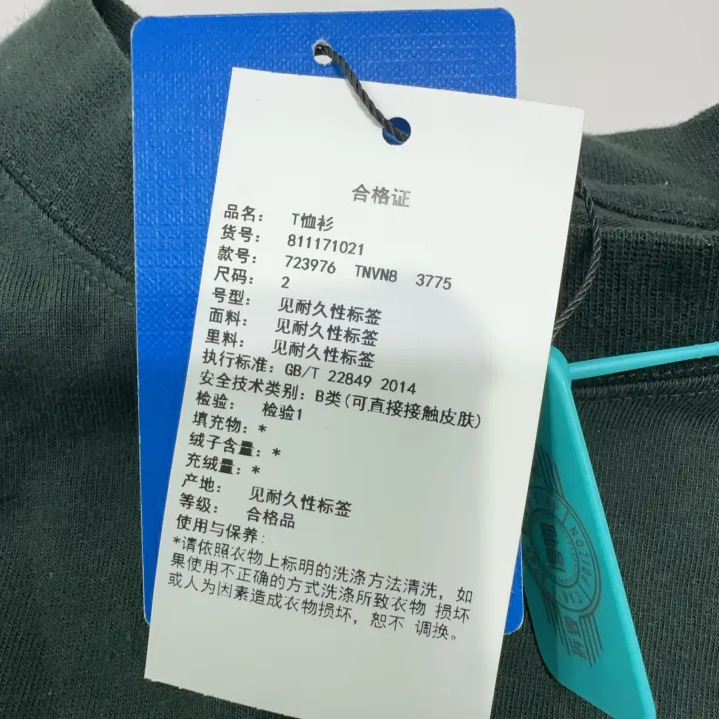 合格证
品名: T恤衫
货号: 811171021
款号: 723976 TNVN8 3775
尺码: 2
号型: 见耐久性标签
面料: 见耐久性标签
里料: 见耐久性标签
执行标准: GB/T 22849 2014
安全技术类别: B类(可直接接触皮肤)
检验: 检验1
填充物: *
绒子含量: *
充绒量: *
产地: 见耐久性标签
等级: 合格品
使用与保养:
*请依照衣物上标明的洗涤方法清洗，如
果使用不正确的方式洗涤所致衣物 损坏
或人为因素造成衣物损坏，恕不 调换。